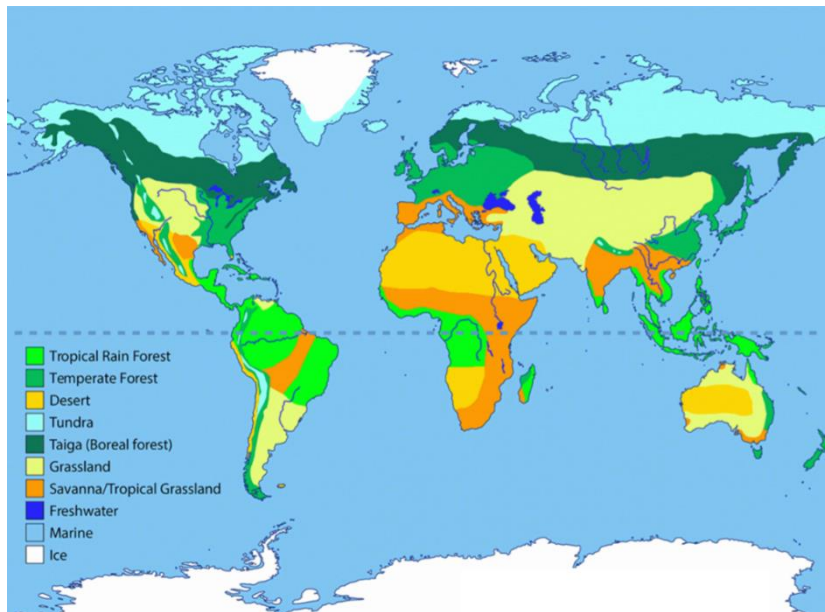 Tropical Rain Forest
Temperate Forest
Desert
Tundra
Taiga (Boreal forest)
Grassland
Savanna/Tropical Grassland
Freshwater
Marine
Ice